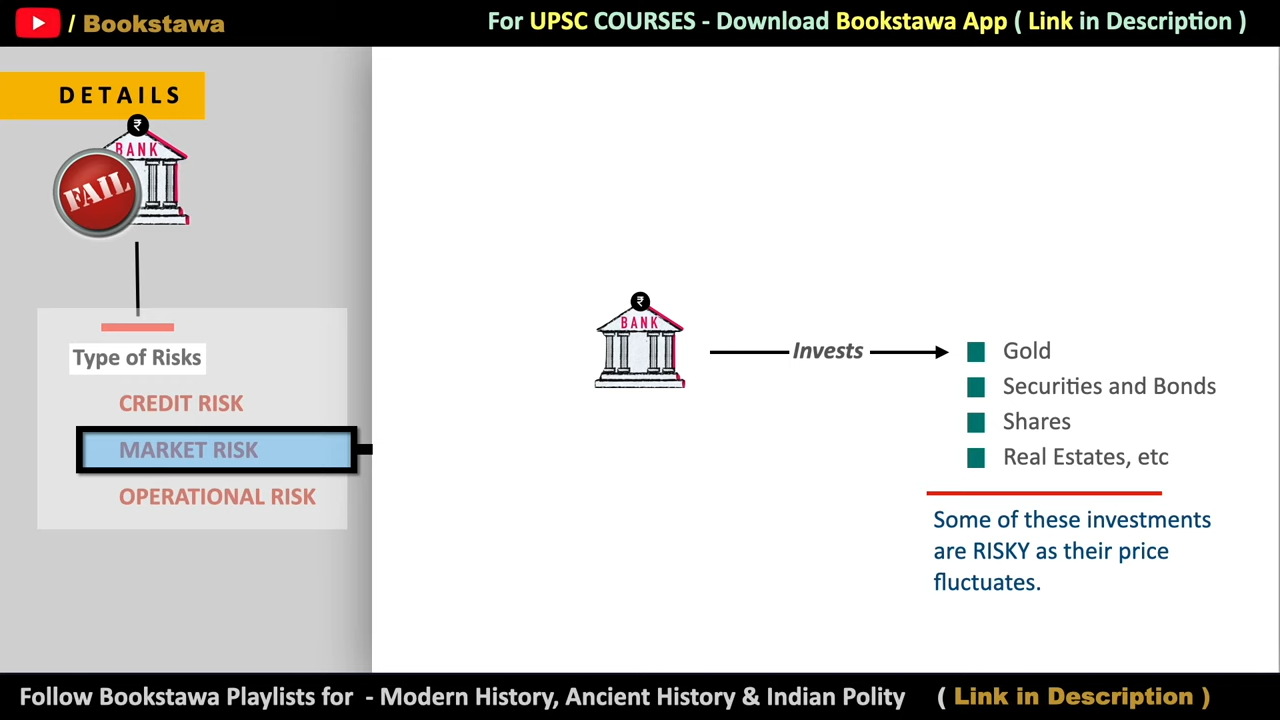 / Bookstawa
For UPSC COURSES - Download Bookstawa App ( Link in Description )
DETAILS
₹
BANK
FAIL
Type of Risks
CREDIT RISK
MARKET RISK
OPERATIONAL RISK
₹
BANK
Invests
Gold
Securities and Bonds
Shares
Real Estates, etc
Some of these investments
are RISKY as their price
fluctuates.
Follow Bookstawa Playlists for - Modern History, Ancient History & Indian Polity ( Link in Description )